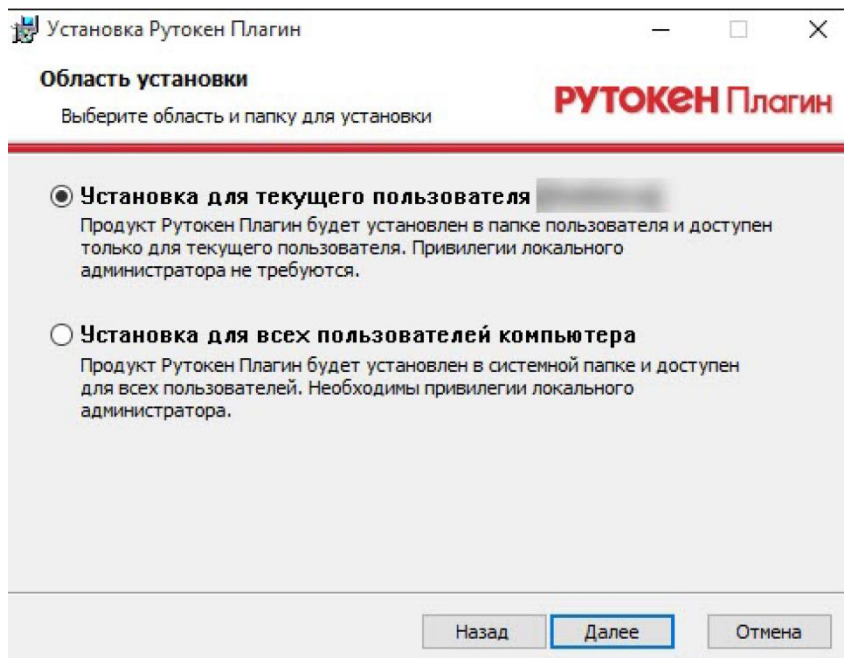 Установка Рутокен Плагин
Область установки
Выберите область и папку для установки
РУТОКЕН Плагин
Установка для текущего пользователя
Продукт Рутокен Плагин будет установлен в папке пользователя и доступен
только для текущего пользователя. Привилегии локального
администратора не требуются.
Установка для всех пользователей компьютера
Продукт Рутокен Плагин будет установлен в системной папке и доступен
для всех пользователей. Необходимы привилегии локального
администратора.
Назад
Далее
Отмена